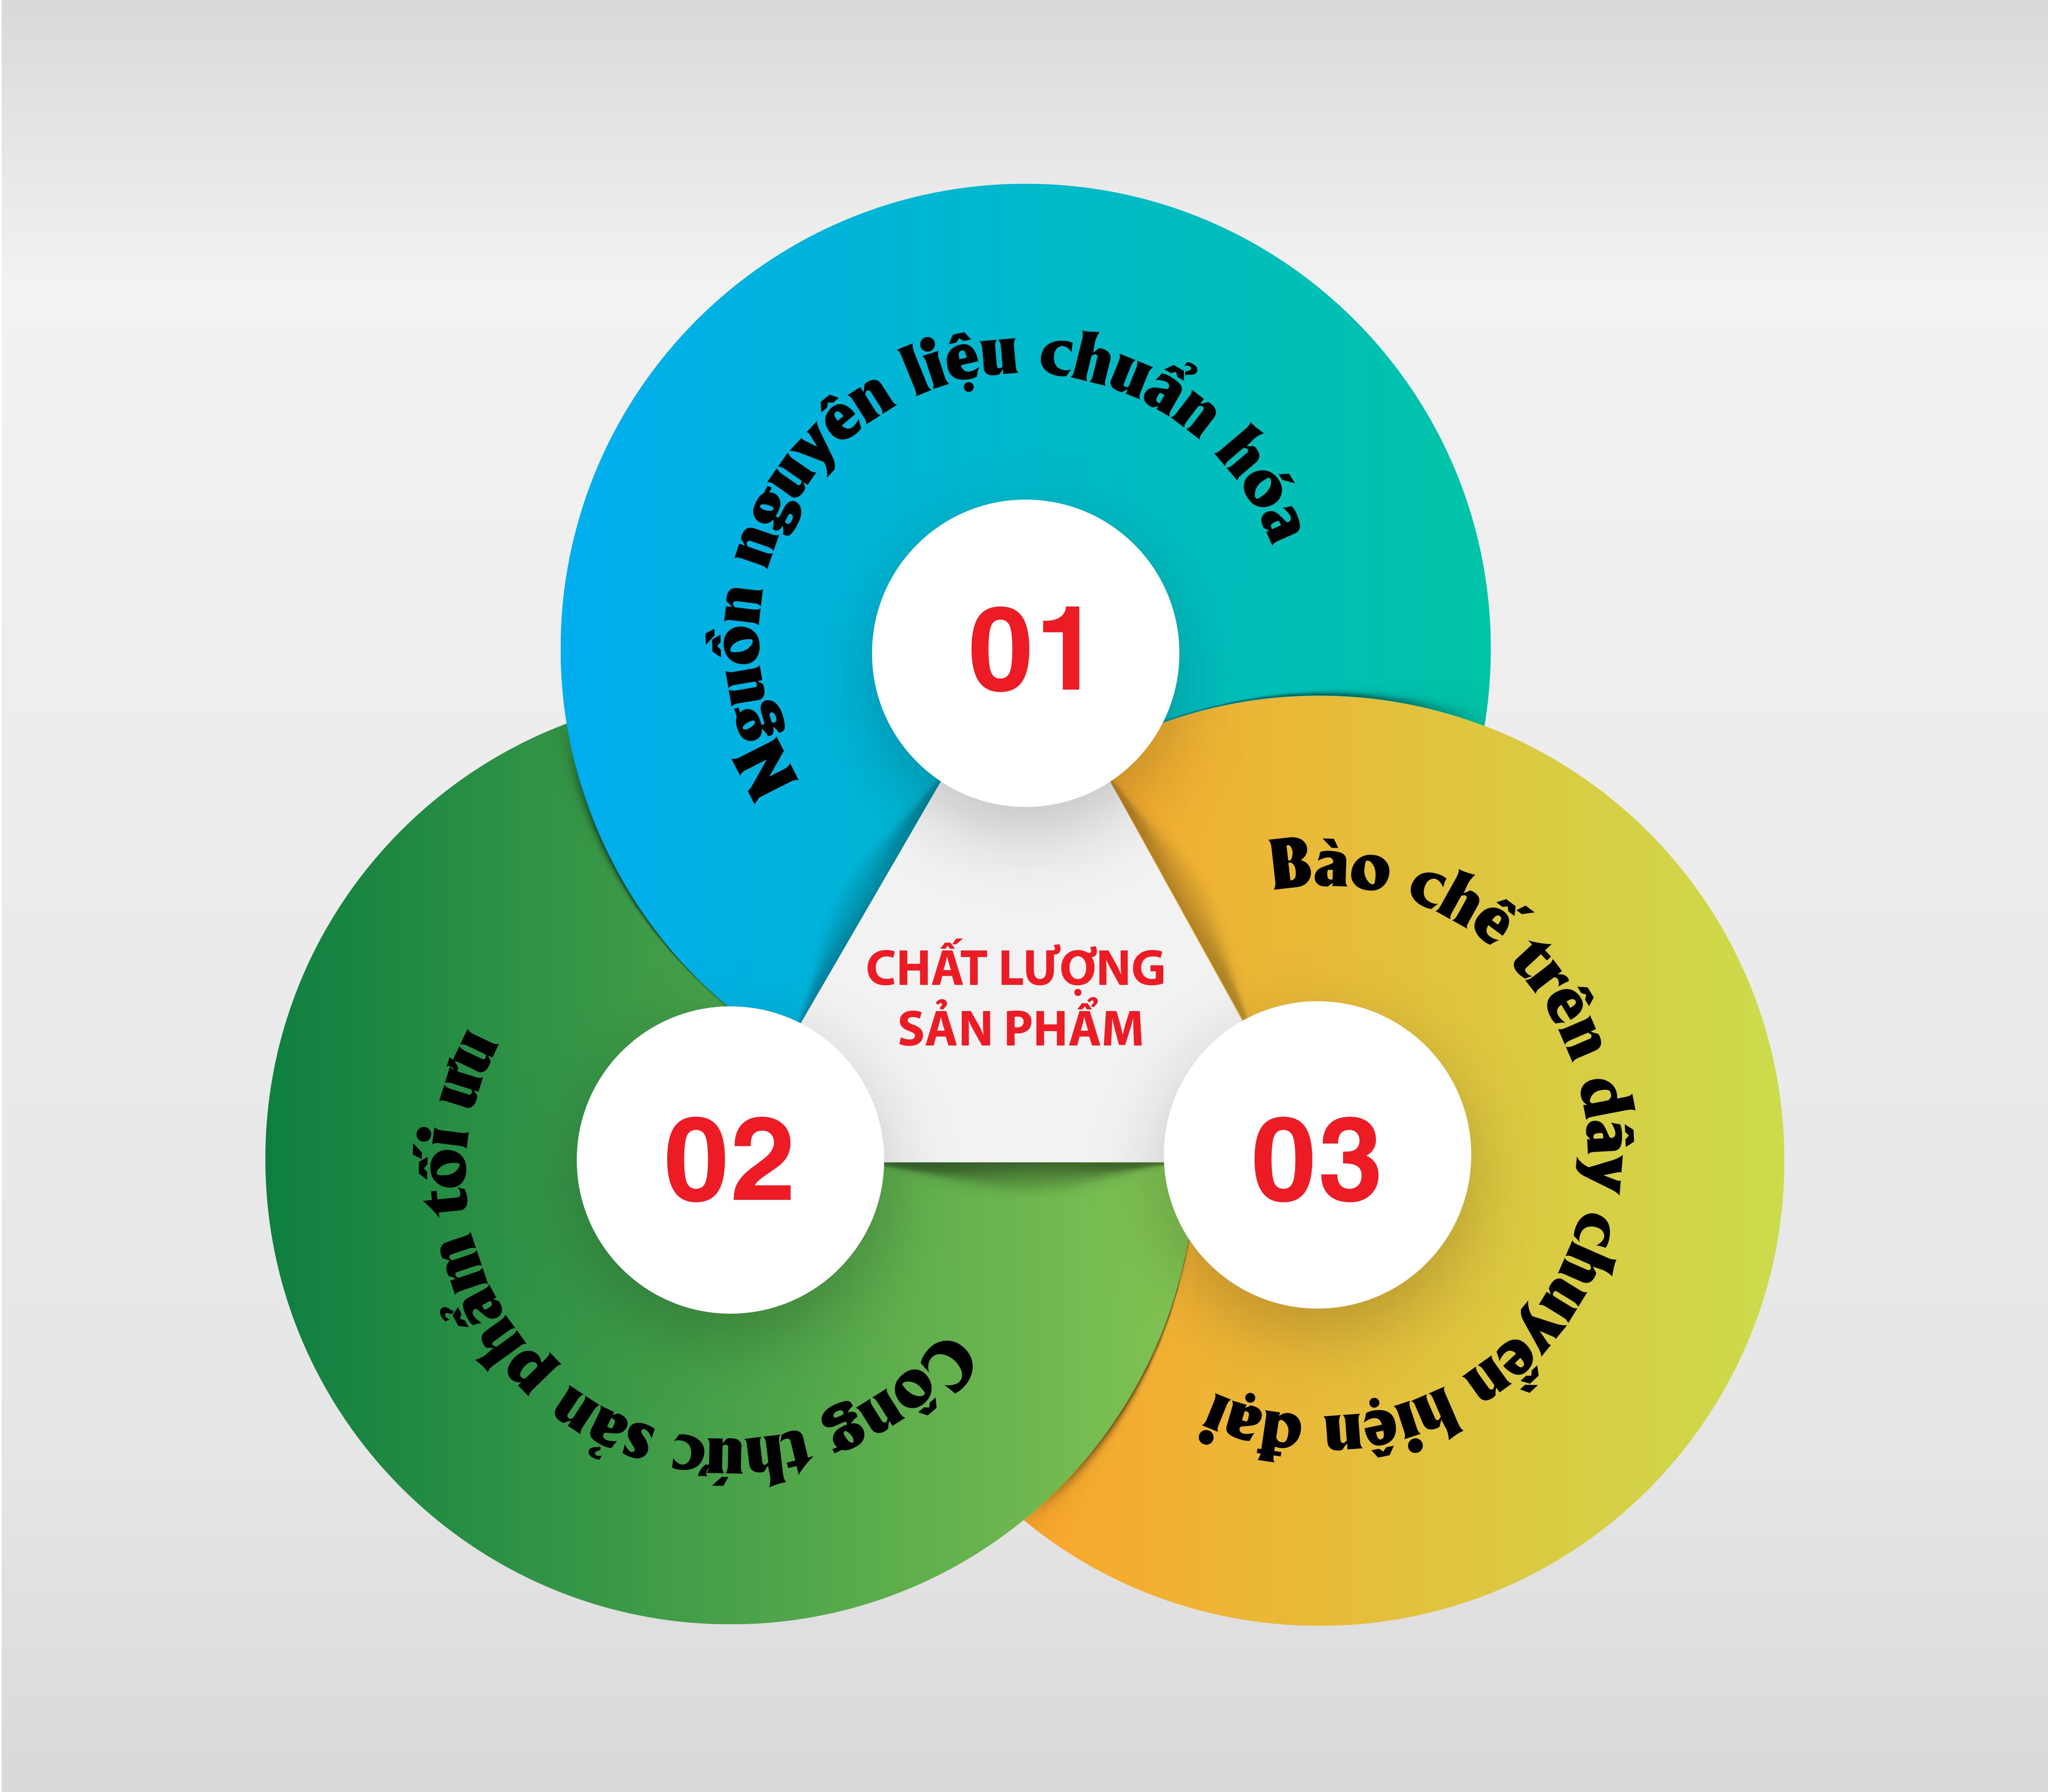 Nguồn nguyên liệu chuẩn hóa
01
CHẤT LƯỢNG
SẢN PHẨM
02
Công thức sản phẩm tối ưu
03
Bào chế trên dây chuyền hiện đại